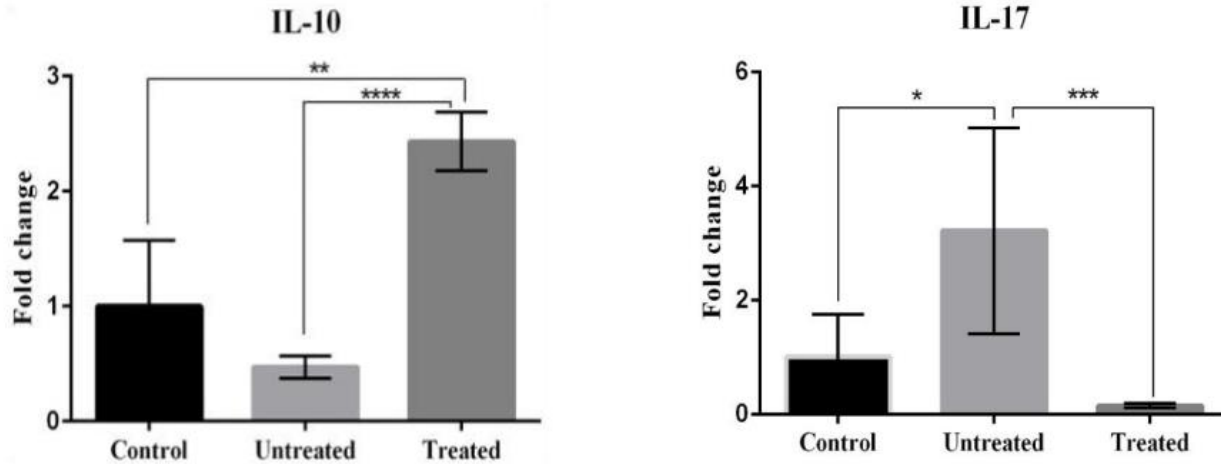 IL-10
Fold change
3
2
1
0
**
****
Control Untreated Treated
IL-17
Fold change
6
4
2
0
*
***
Control Untreated Treated